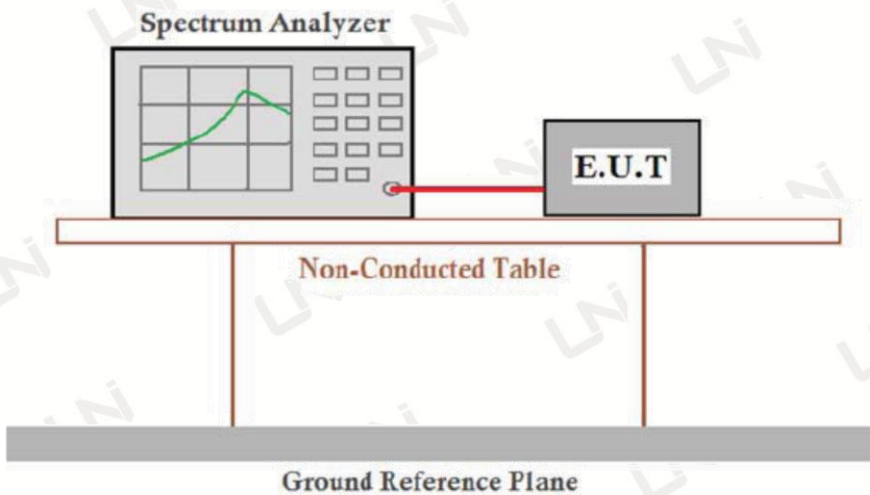 Spectrum Analyzer
E.U.T
Non-Conducted Table
Ground Reference Plane